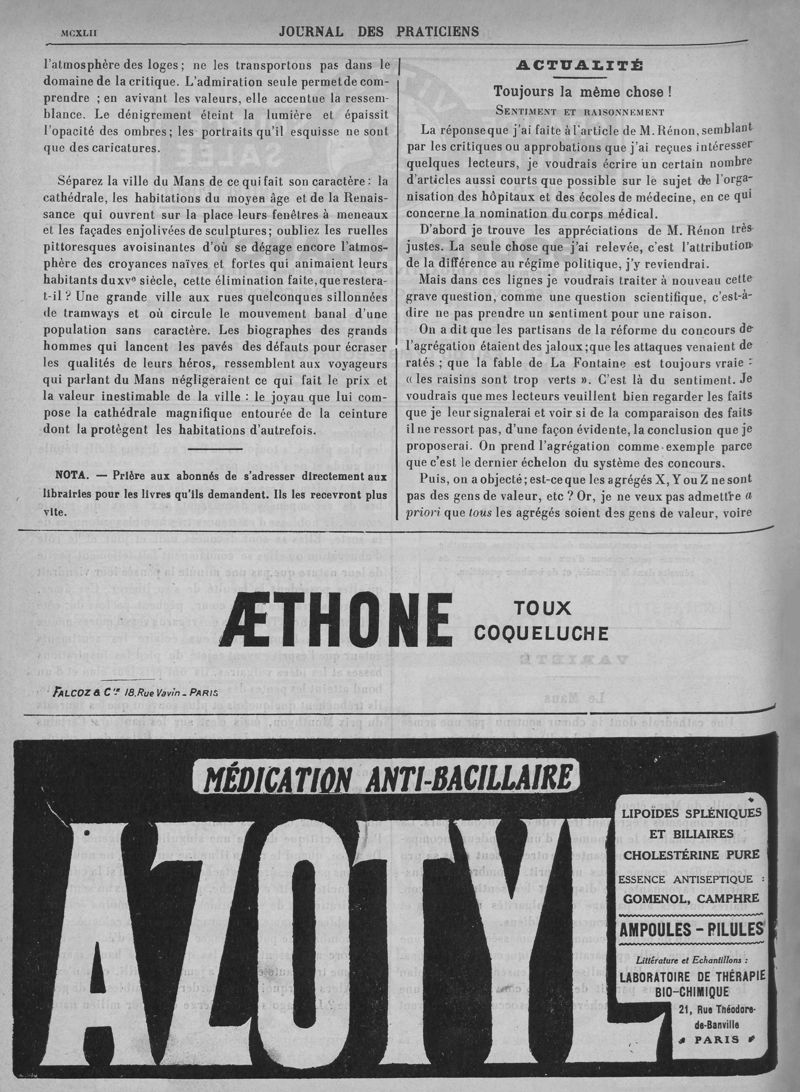 MCXLII
JOURNAL DES PRATICIENS
l'atmosphère des loges ; ne les transportons pas dans le
domaine de la critique. L'admiration seule permet de com-
prendre ; en avivant les valeurs, elle accentue la ressem-
blance. Le dénigrement éteint la lumière et épaissit
l'opacité des ombres ; les portraits qu'il esquisse ne sont
que des caricatures.
Séparez la ville du Mans de ce qui fait son caractère : la
cathédrale, les habitations du moyen âge et de la Renais-
sance qui ouvrent sur la place leurs fenêtres à meneaux
et les façades enjolivées de sculptures ; oubliez les ruelles
pittoresques avoisinantes d'où se dégage encore l'atmos-
phère des croyances naïves et fortes qui animaient leurs
habitants du XVe siécle, cette élimination faite, que restera-
t-il ? Une grande ville aux rues quelconques sillonnées
de tramways et où circule le mouvement banal d'une
population sans caractère. Les biographes des grands
hommes qui lancent les pavés des défauts pour écraser
les qualités de leurs héros, ressemblent aux voyageurs
qui parlant du Mans négligeraient ce qui fait le prix et
la valeur inestimable de la ville : le joyau que lui com-
pose la cathédrale magnifique entourée de la ceinture
dont la protègent les habitations d'autrefois.
NOTA. — Prière aux abonnés de s'adresser directement aux
librairies pour les livres qu'ils demandent. Ils les recevront plus
vite.
ACTUALITÉ
Toujours la même chose !
SENTIMENT ET RAISONNEMENT
La réponse que j'ai faite à l'article de M. Rénon, semblant
par les critiques ou approbations que j'ai reçues intéresser
quelques lecteurs, je voudrais écrire un certain nombre
d'articles aussi courts que possible sur le sujet de l'orga-
nisation des hôpitaux et des écoles de médecine, en ce qui
concerne la nomination du corps médical.
D'abord je trouve les appréciations de M. Rénon très
justes. La seule chose que j'ai relevée, c'est l'attribution
de la différence au régime politique, j'y reviendrai.
Mais dans ces lignes je voudrais traiter à nouveau cette
grave question, comme une question scientifique, c'est-à-
dire ne pas prendre un sentiment pour une raison.
On a dit que les partisans de la réforme du concours de
l'agrégation étaient des jaloux ; que les attaques venaient de
ratés ; que la fable de La Fontaine est toujours vraie :
« les raisins sont trop verts ». C'est là du sentiment. Je
voudrais que mes lecteurs veuillent bien regarder les faits
que je leur signalerai et voir si de la comparaison des faits
il ne ressort pas, d'une façon évidente, la conclusion que je
proposerai. On prend l'agrégation comme exemple parce
que c'est le dernier échelon du système des concours.
Puis, on a objecté ; est-ce que les agrégés X, Y ou Z ne sont
pas des gens de valeur, etc ? Or, je ne veux pas admettre a
priori que tous les agrégés soient des gens de valeur, voire
ÆTHONE
TOUX
COQUELUCHE
FALCOZ & Cie 18, Rue Vavin - PARIS
MÉDICATION ANTI-BACILLAIRE
AZOTYL
LIPOÏDES SPLÉNIQUES
ET BILIAIRES
CHOLESTÉRINE PURE
ESSENCE ANTISEPTIQUE :
GOMENOL, CAMPHRE
AMPOULES - PILULES
Littérature et Echantillons :
LABORATOIRE DE THÉRAPIE
BIO-CHIMIQUE
21, Rue Théodore-
de-Banville
PARIS